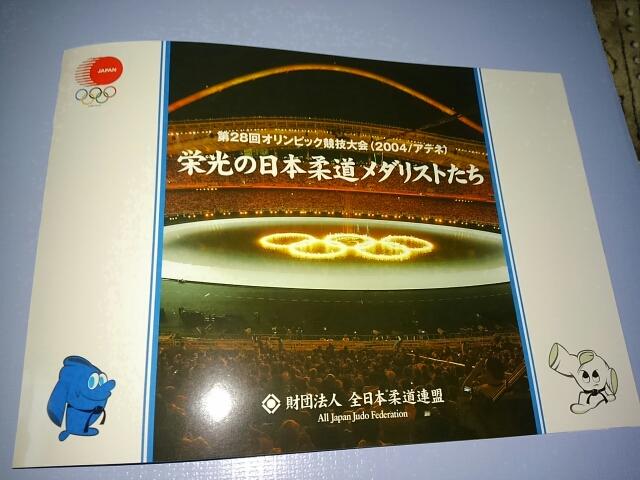 JAPAN
第28回オリンピック競技大会(2004/アテネ)
栄光の日本柔道メダリストたち
財団法人 全日本柔道連盟
All Japan Judo Federation